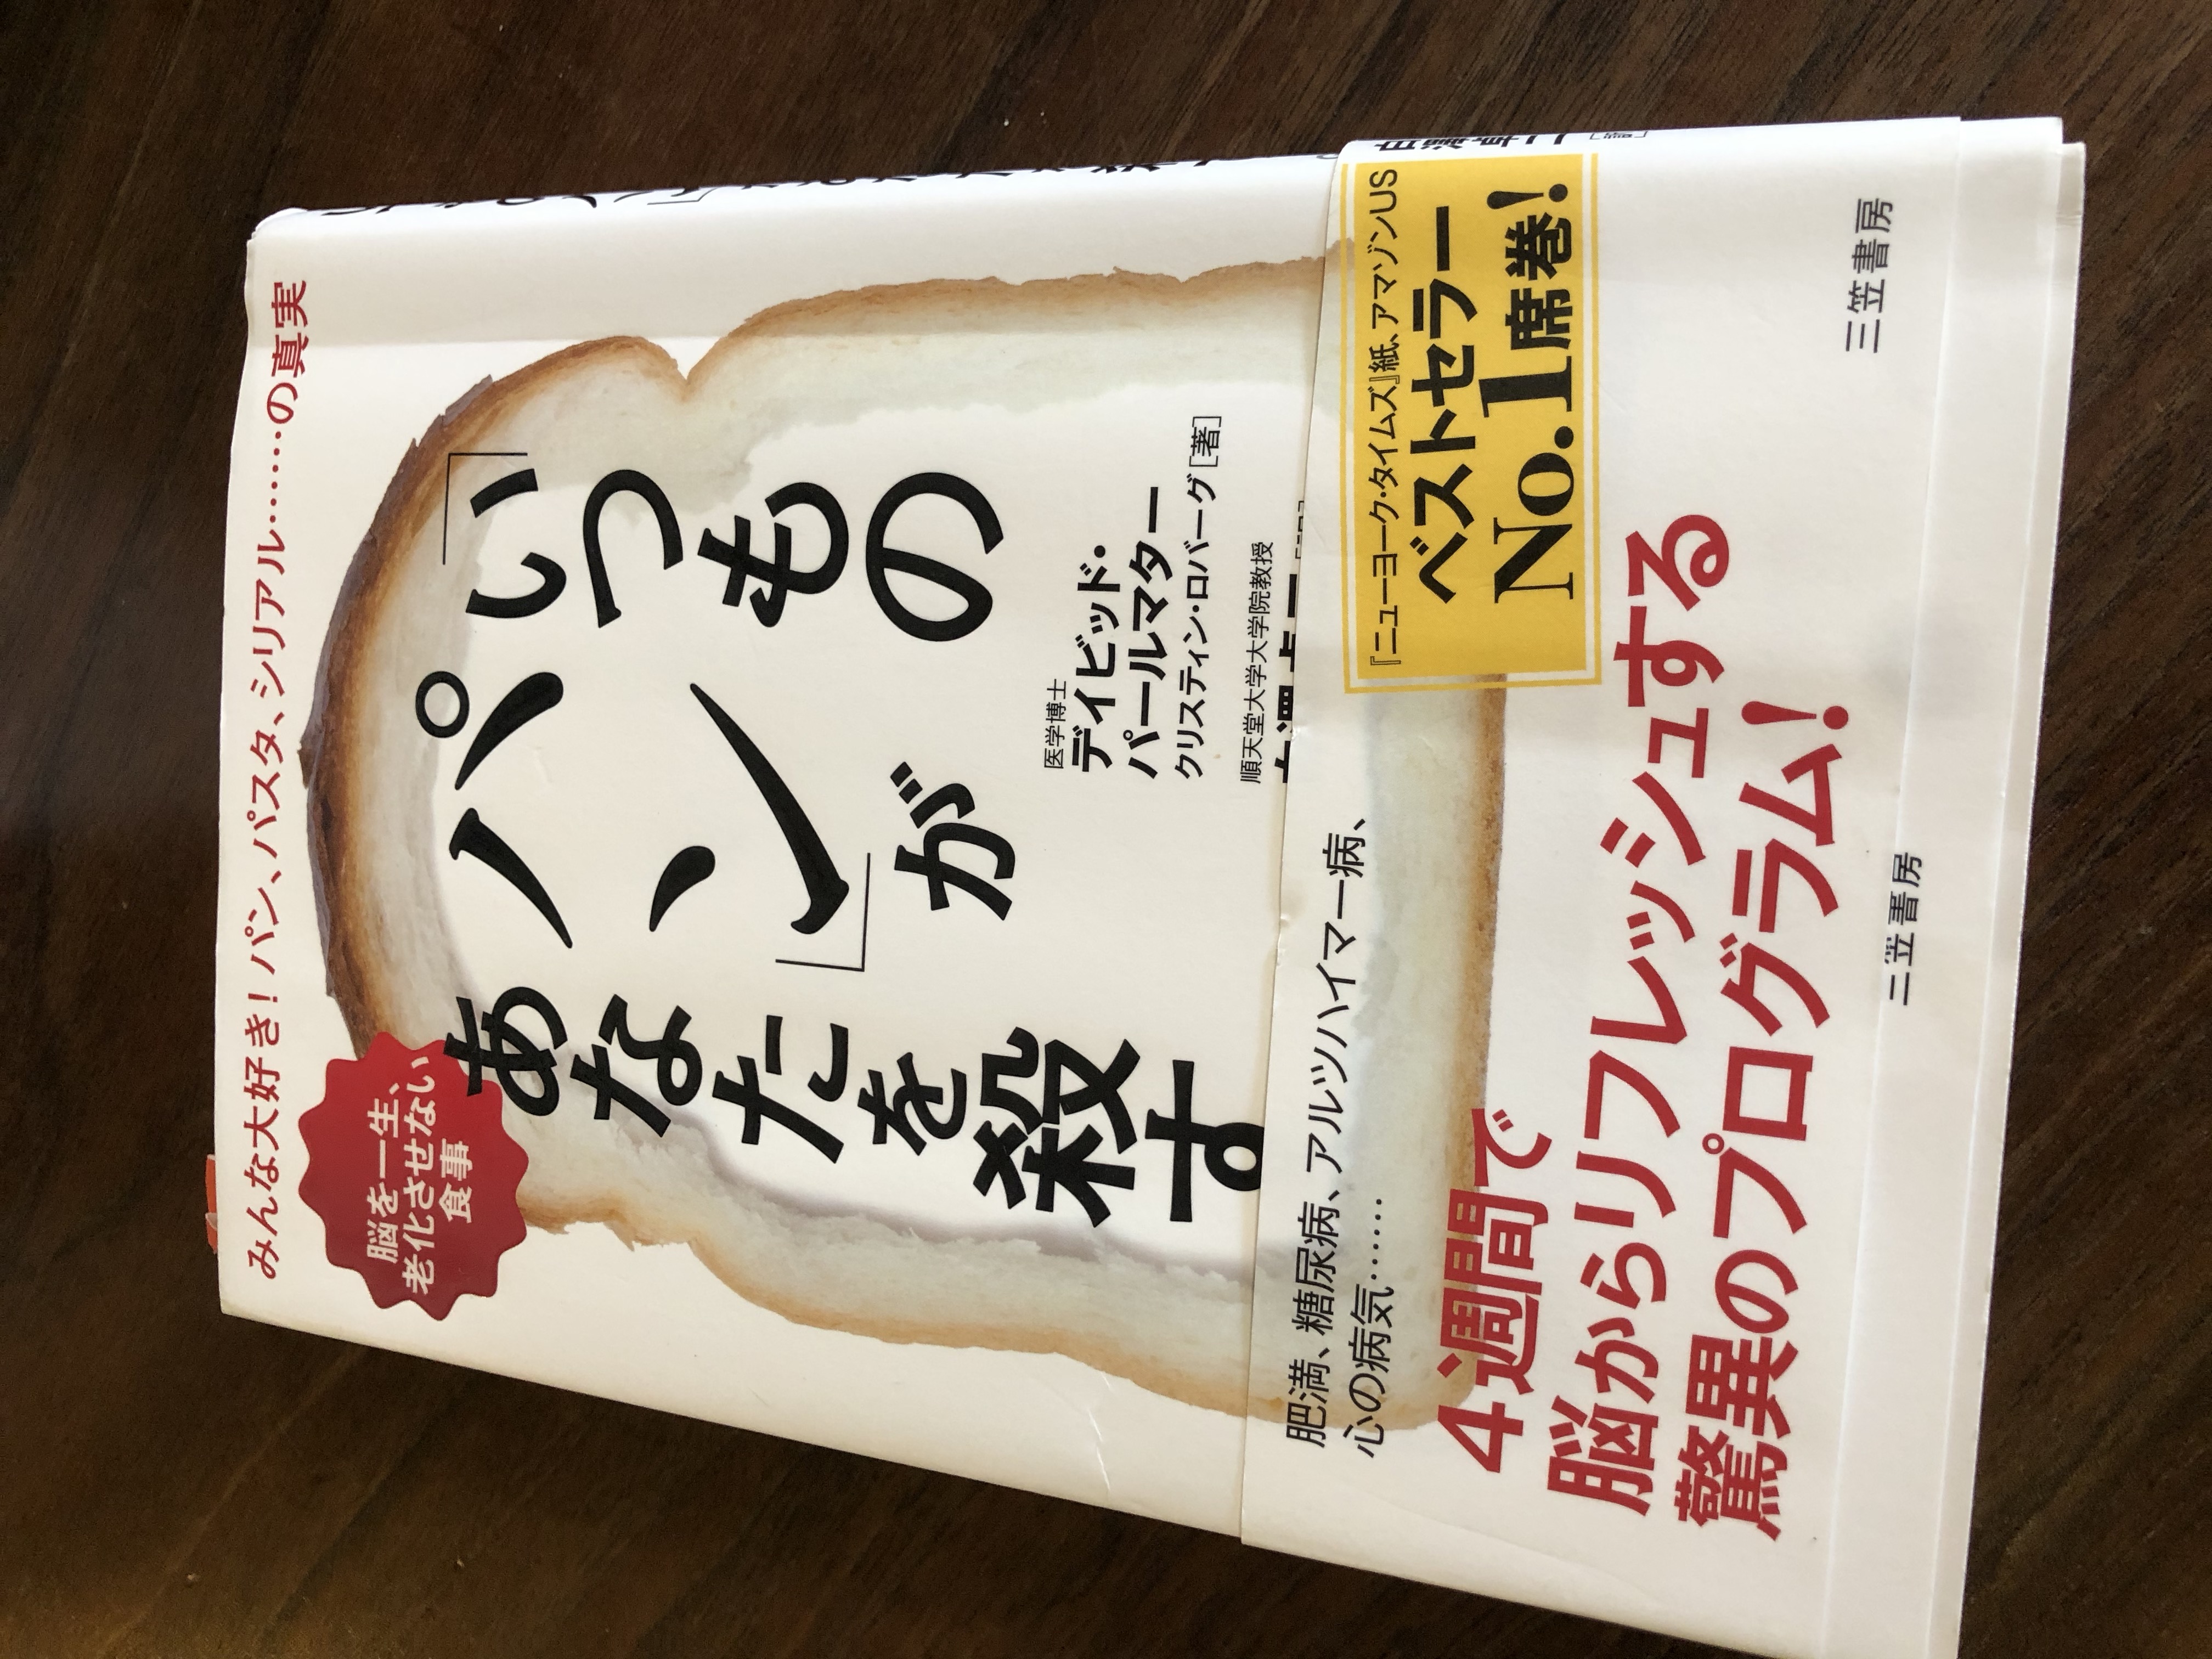 みんな大好き！パン、パスタ、シリアル……の真実
脳を一生、
老化させない
食事
「いつもの
パン」が
あなたを殺す
医学博士
デイビッド・
パールマター
クリスティン・ロバーグ[著]
順天堂大学大学院教授
『ニューヨーク・タイムズ』紙、アマゾンUS
ベストセラー
No.1席巻！
肥満、糖尿病、アルツハイマー病、
心の病気……
4週間で
脳からリフレッシュする
驚異のプログラム！
三笠書房
三笠書房